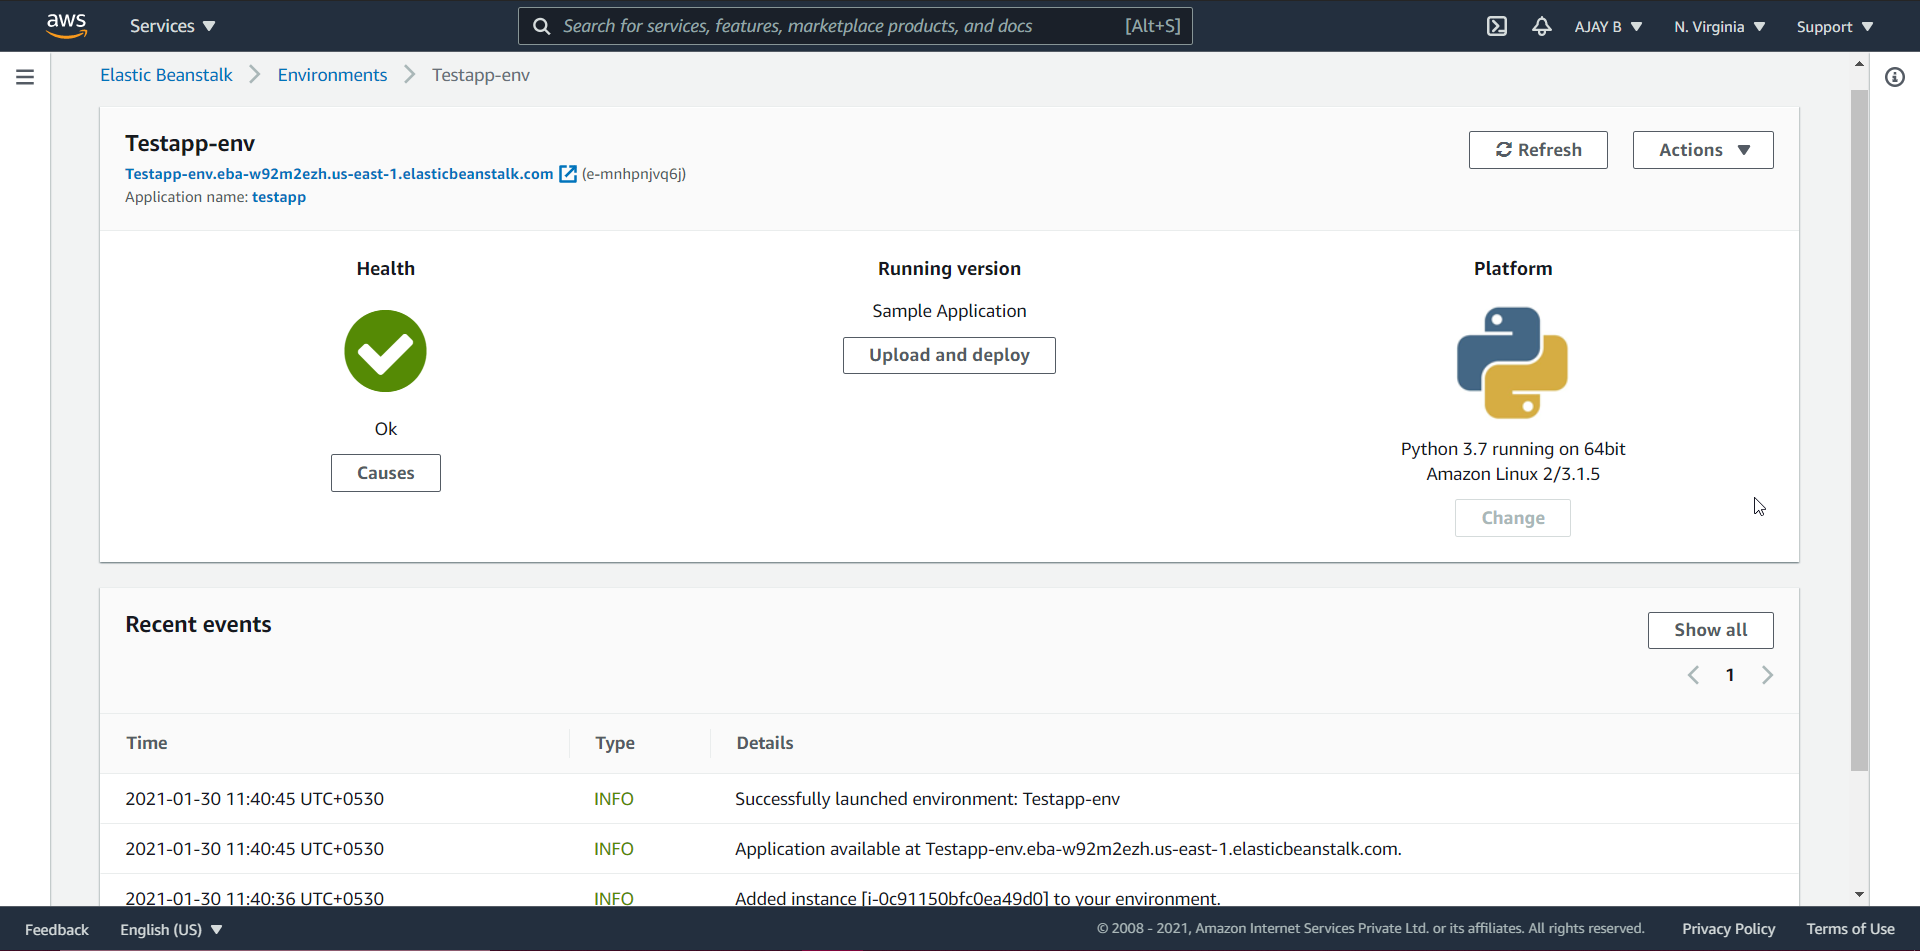 aws Services Search for services, features, marketplace products, and docs [Alt+S] AJAY B N. Virginia Support
Elastic Beanstalk Environments Testapp-env
Testapp-env
Refresh Actions
Testapp-env.eba-w92m2ezh.us-east-1.elasticbeanstalk.com (e-mnhpnjvq6j)
Application name: testapp
Health
Ok
Causes
Running version
Sample Application
Upload and deploy
Platform
Python 3.7 running on 64bit
Amazon Linux 2/3.1.5
Change
Recent events
Show all
1
Time Type Details
2021-01-30 11:40:45 UTC+0530 INFO Successfully launched environment: Testapp-env
2021-01-30 11:40:45 UTC+0530 INFO Application available at Testapp-env.eba-w92m2ezh.us-east-1.elasticbeanstalk.com.
2021-01-30 11:40:36 UTC+0530 INFO Added instance [i-0c91150bfc0ea49d0] to your environment.
Feedback English (US) © 2008 - 2021, Amazon Internet Services Private Ltd. or its affiliates. All rights reserved. Privacy Policy Terms of Use